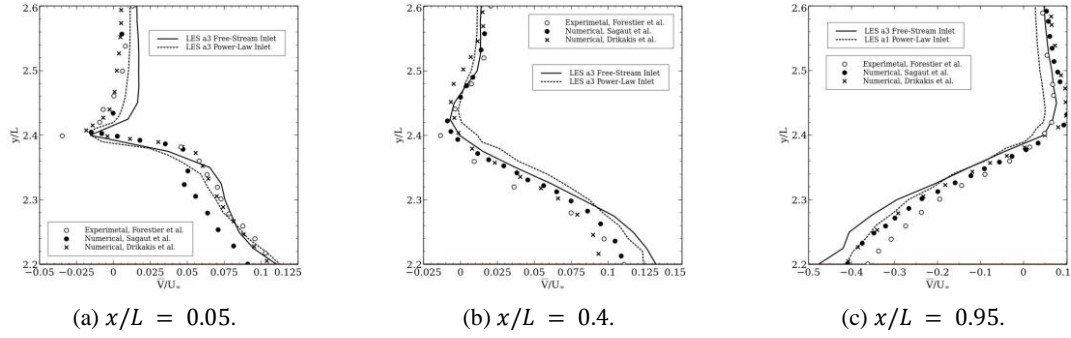 2.6
2.5
2.4
2.3
2.2
y/L
LES a3 Free-Stream Inlet
LES a3 Power-Law Inlet
Experimetal, Forestier et al.
Numerical, Sagaut et al.
Numerical, Drikakis et al.
−0.05 −0.025 0 0.025 0.05 0.075 0.1 0.125
V̅/U∞
(a) x/L = 0.05.
2.6
2.5
2.4
2.3
2.2
y/L
Experimetal, Forestier et al.
Numerical, Sagaut et al.
Numerical, Drikakis et al.
LES a3 Free-Stream Inlet
LES a3 Power-Law Inlet
−0.025 0 0.025 0.05 0.075 0.1 0.125 0.15
V̅/U∞
(b) x/L = 0.4.
2.6
2.5
2.4
2.3
2.2
y/L
LES a3 Free-Stream Inlet
LES a1 Power-Law Inlet
Experimetal, Forestier et al.
Numerical, Sagaut et al.
Numerical, Drikakis et al.
−0.4 −0.3 −0.2 −0.1 0 0.1
V̅/U∞
(c) x/L = 0.95.